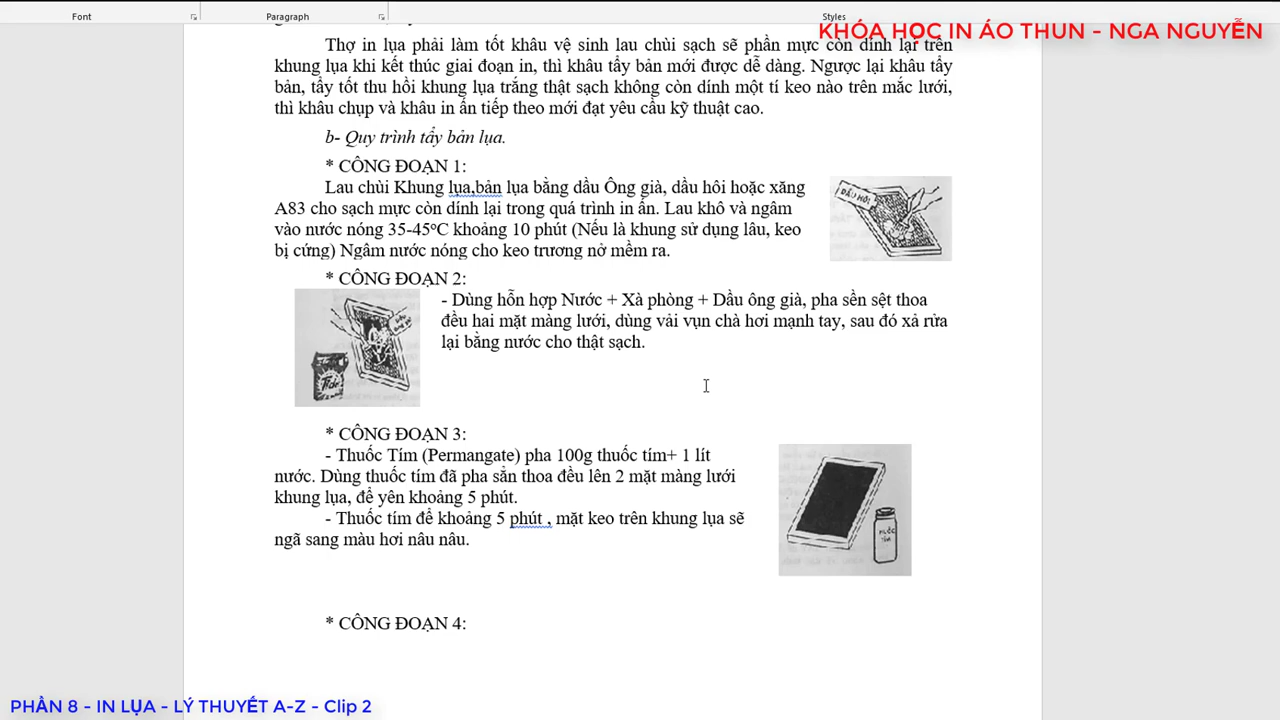 Font Paragraph Styles
KHÓA HỌC IN ÁO THUN - NGA NGUYỄN
Thợ in lụa phải làm tốt khâu vệ sinh lau chùi sạch sẽ phần mực còn dính lại trên
khung lụa khi kết thúc giai đoạn in, thì khâu tẩy bản mới được dễ dàng. Ngược lại khâu tẩy
bản, tẩy tốt thu hồi khung lụa trắng thật sạch không còn dính một tí keo nào trên mắc lưới,
thì khâu chụp và khâu in ấn tiếp theo mới đạt yêu cầu kỹ thuật cao.
b- Quy trình tẩy bản lụa.
* CÔNG ĐOẠN 1:
Lau chùi Khung lụa,bản lụa bằng dầu Ông già, dầu hôi hoặc xăng
A83 cho sạch mực còn dính lại trong quá trình in ấn. Lau khô và ngâm
vào nước nóng 35-45°C khoảng 10 phút (Nếu là khung sử dụng lâu, keo
bị cứng) Ngâm nước nóng cho keo trương nở mềm ra.
DẦU HÔI
* CÔNG ĐOẠN 2:
- Dùng hỗn hợp Nước + Xà phòng + Dầu ông già, pha sền sệt thoa
đều hai mặt màng lưới, dùng vải vụn chà hơi mạnh tay, sau đó xả rửa
lại bằng nước cho thật sạch.
Tide
* CÔNG ĐOẠN 3:
- Thuốc Tím (Permangate) pha 100g thuốc tím+ 1 lít
nước. Dùng thuốc tím đã pha sẳn thoa đều lên 2 mặt màng lưới
khung lụa, để yên khoảng 5 phút.
- Thuốc tím để khoảng 5 phút , mặt keo trên khung lụa sẽ
ngã sang màu hơi nâu nâu.
THUỐC
TÍM
* CÔNG ĐOẠN 4:
PHẦN 8 - IN LỤA - LÝ THUYẾT A-Z - Clip 2